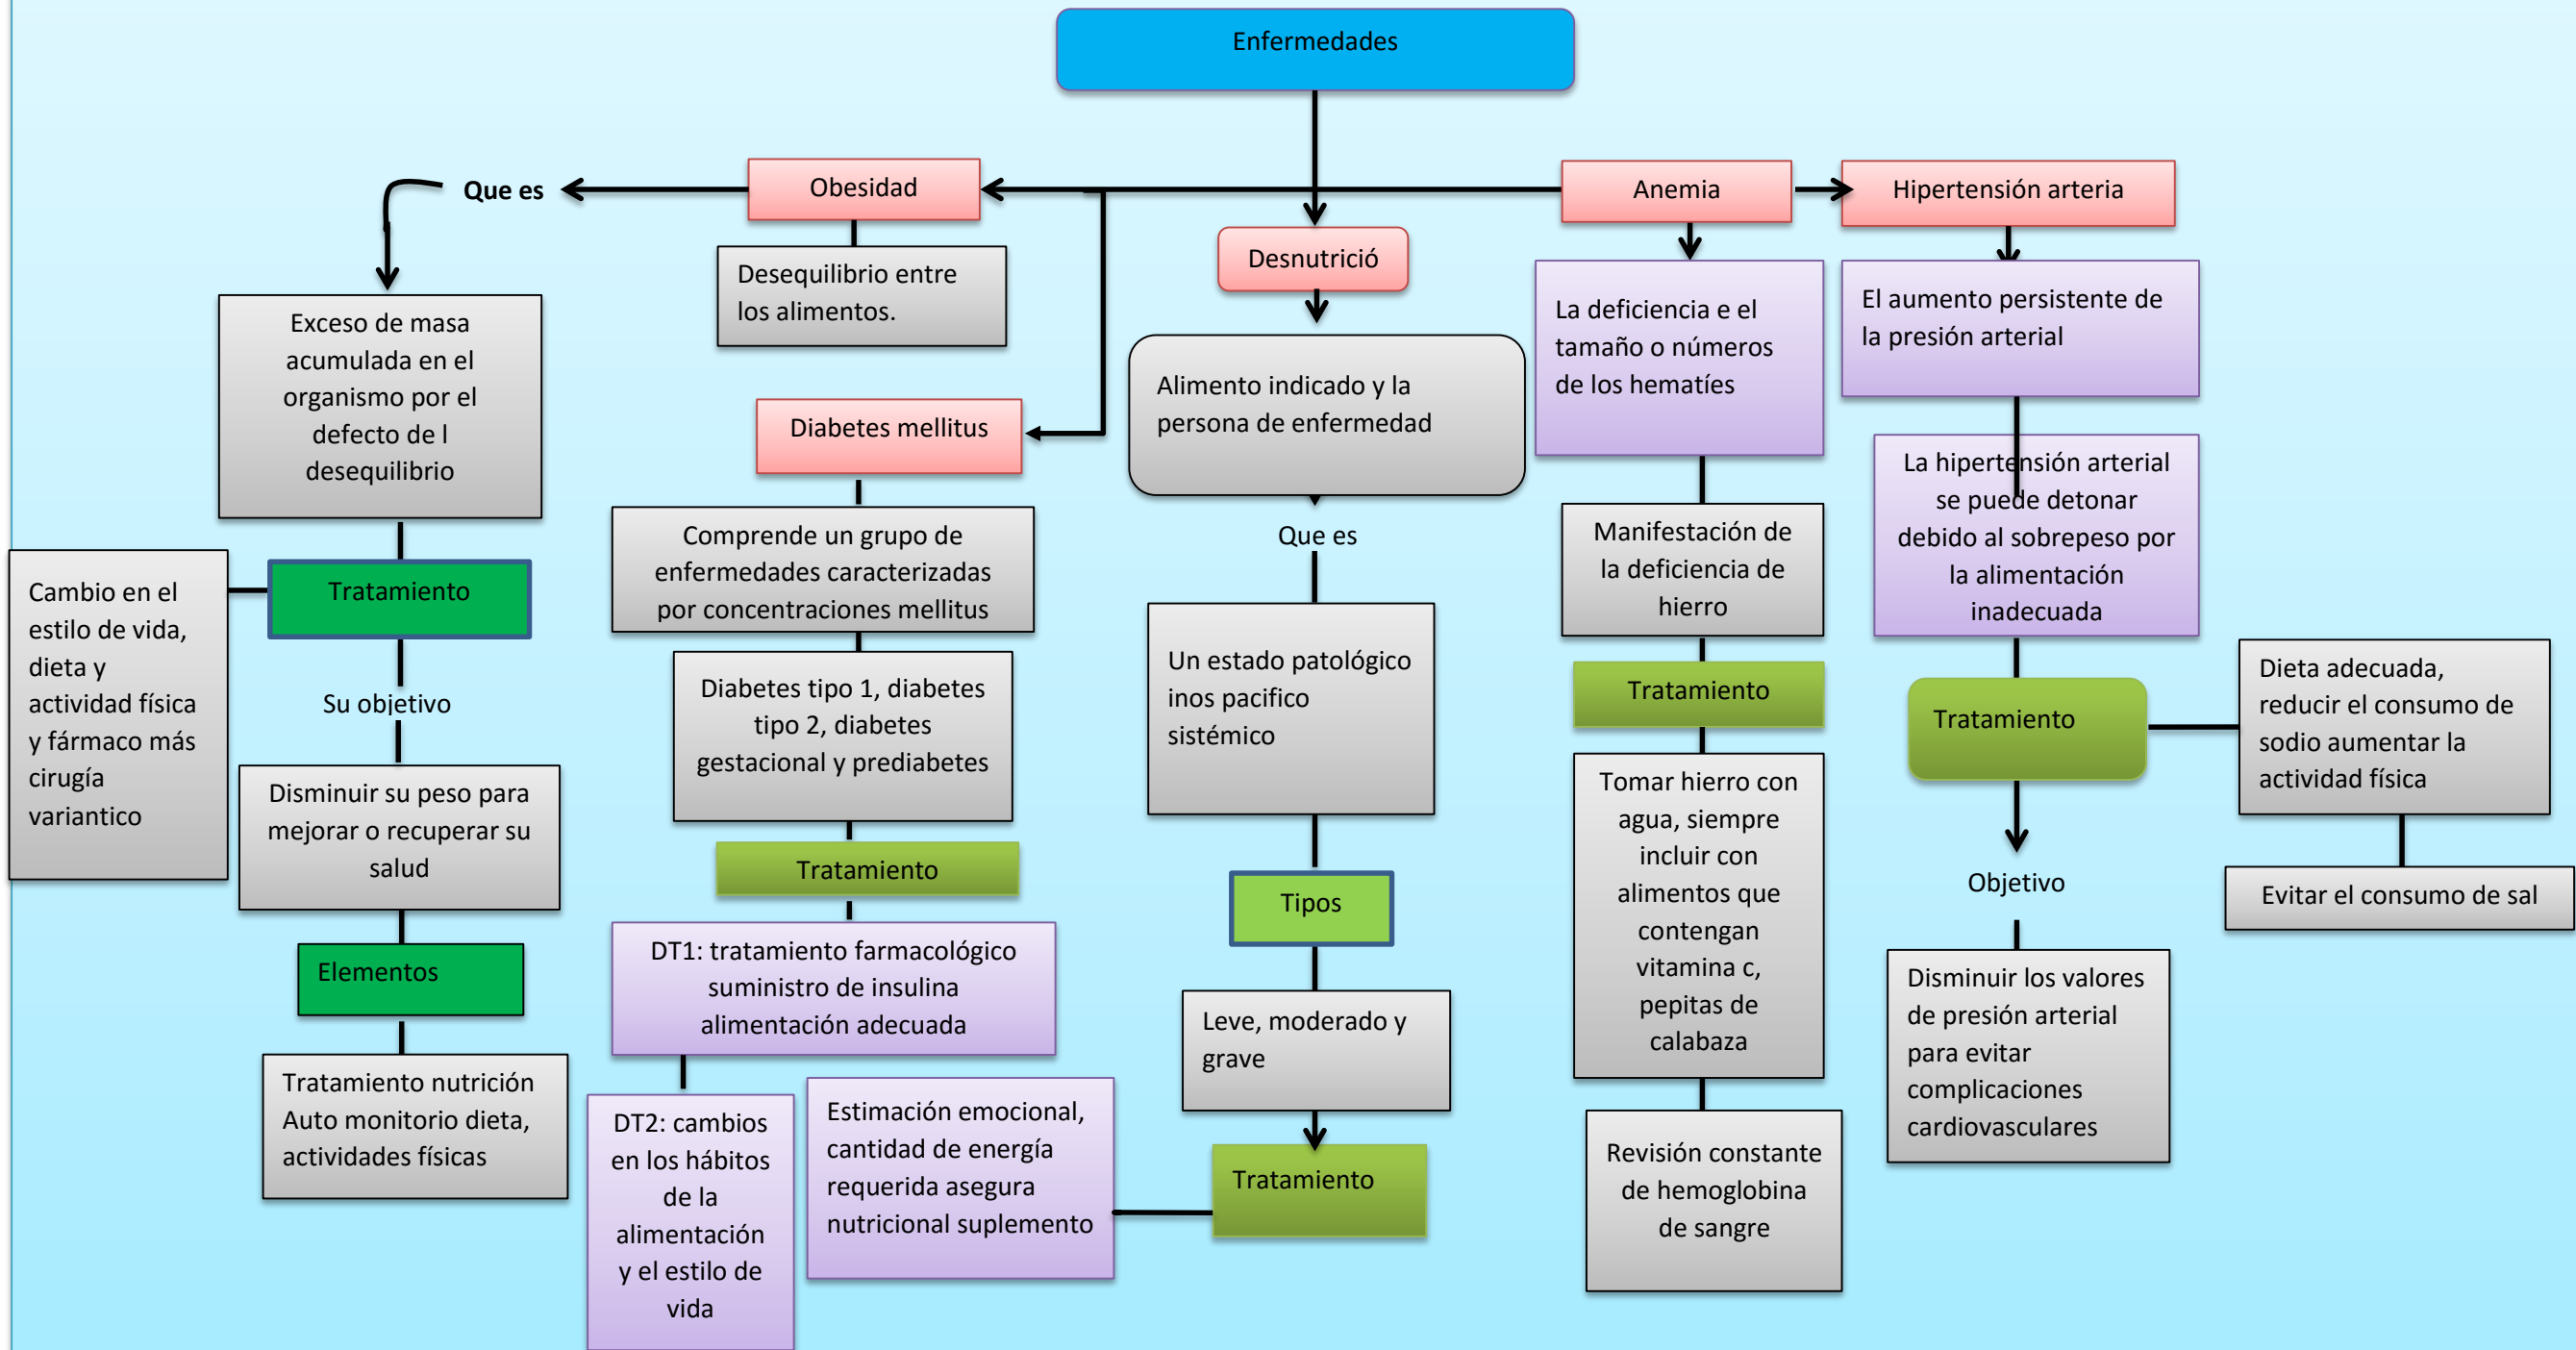 Enfermedades
Que es
Obesidad
Anemia
Hipertensión arteria
Desequilibrio entre
los alimentos.
Desnutrició
Exceso de masa
acumulada en el
organismo por el
defecto de l
desequilibrio
Tratamiento
Cambio en el
estilo de vida,
dieta y
actividad física
y fármaco más
cirugía
variantico
Su objetivo
Disminuir su peso para
mejorar o recuperar su
salud
Elementos
Tratamiento nutrición
Auto monitorio dieta,
actividades físicas
Diabetes mellitus
Comprende un grupo de
enfermedades caracterizadas
por concentraciones mellitus
Diabetes tipo 1, diabetes
tipo 2, diabetes
gestacional y prediabetes
Tratamiento
DT1: tratamiento farmacológico
suministro de insulina
alimentación adecuada
DT2: cambios
en los hábitos
de la
alimentación
y el estilo de
vida
Alimento indicado y la
persona de enfermedad
Que es
Un estado patológico
inos pacifico
sistémico
Tipos
Leve, moderado y
grave
Tratamiento
Estimación emocional,
cantidad de energía
requerida asegura
nutricional suplemento
La deficiencia e el
tamaño o números
de los hematíes
Manifestación de
la deficiencia de
hierro
Tratamiento
Tomar hierro con
agua, siempre
incluir con
alimentos que
contengan
vitamina c,
pepitas de
calabaza
Revisión constante
de hemoglobina
de sangre
El aumento persistente de
la presión arterial
La hipertensión arterial
se puede detonar
debido al sobrepeso por
la alimentación
inadecuada
Tratamiento
Dieta adecuada,
reducir el consumo de
sodio aumentar la
actividad física
Evitar el consumo de sal
Objetivo
Disminuir los valores
de presión arterial
para evitar
complicaciones
cardiovasculares